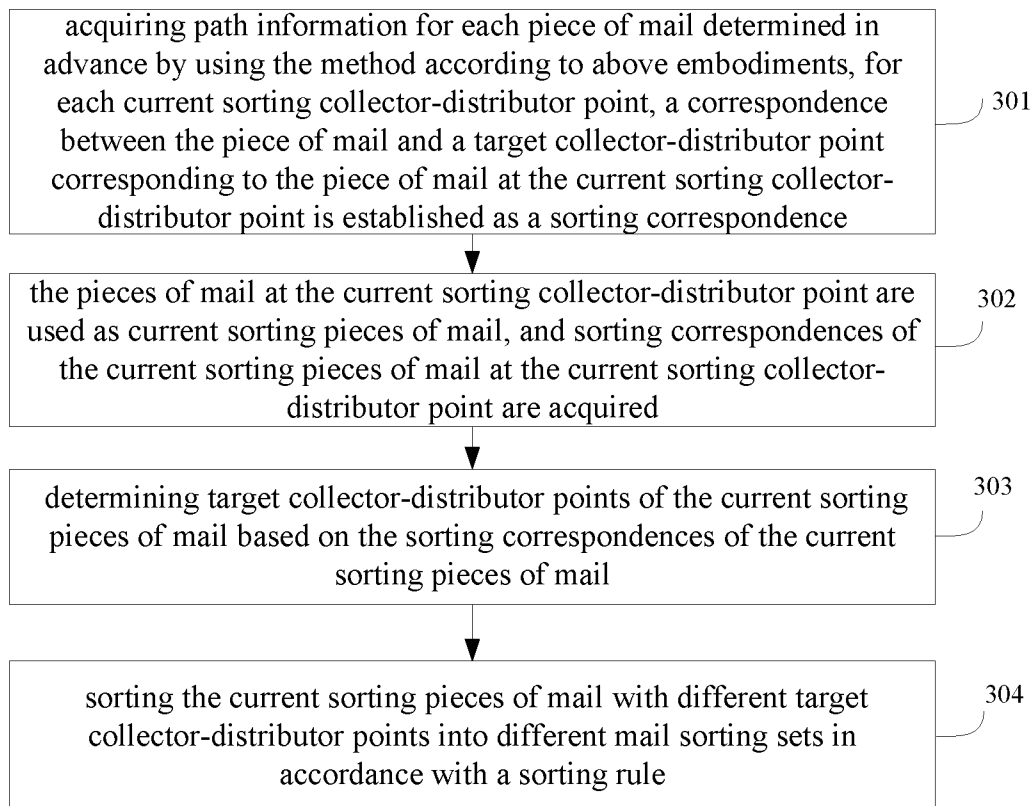 acquiring path information for each piece of mail determined in
advance by using the method according to above embodiments, for
each current sorting collector-distributor point, a correspondence
between the piece of mail and a target collector-distributor point
corresponding to the piece of mail at the current sorting collector-
distributor point is established as a sorting correspondence
301
the pieces of mail at the current sorting collector-distributor point are
used as current sorting pieces of mail, and sorting correspondences of
the current sorting pieces of mail at the current sorting collector-
distributor point are acquired
302
determining target collector-distributor points of the current sorting
pieces of mail based on the sorting correspondences of the current
sorting pieces of mail
303
sorting the current sorting pieces of mail with different target
collector-distributor points into different mail sorting sets in
accordance with a sorting rule
304